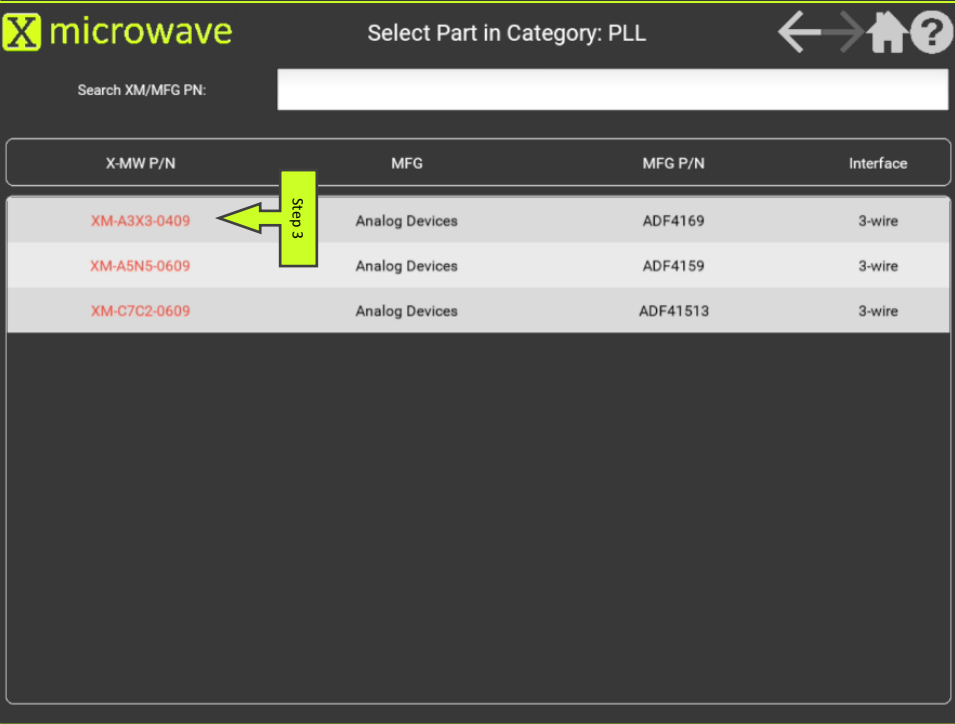 X microwave
Select Part in Category: PLL
?
Search XM/MFG PN:
X-MW P/N MFG MFG P/N Interface
XM-A3X3-0409 Analog Devices ADF4169 3-wire
Step 3
XM-A5N5-0609 Analog Devices ADF4159 3-wire
XM-C7C2-0609 Analog Devices ADF41513 3-wire